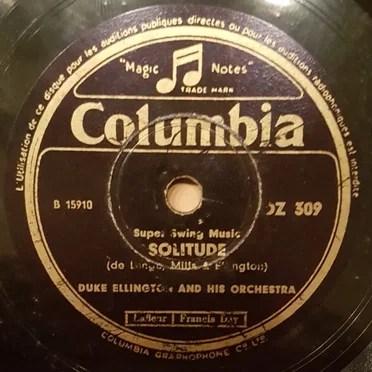 L'Utilisation de ce disque pour les auditions publiques directes ou pour les auditions radiophoniques est interdite
"Magic Notes"
TRADE MARK
Columbia
B 15910
DZ 309
Super Swing Music
SOLITUDE
(de Lange, Mills & Ellington)
DUKE ELLINGTON AND HIS ORCHESTRA
Lafleur Francis Day
COLUMBIA GRAPHOPHONE Co Ltd.